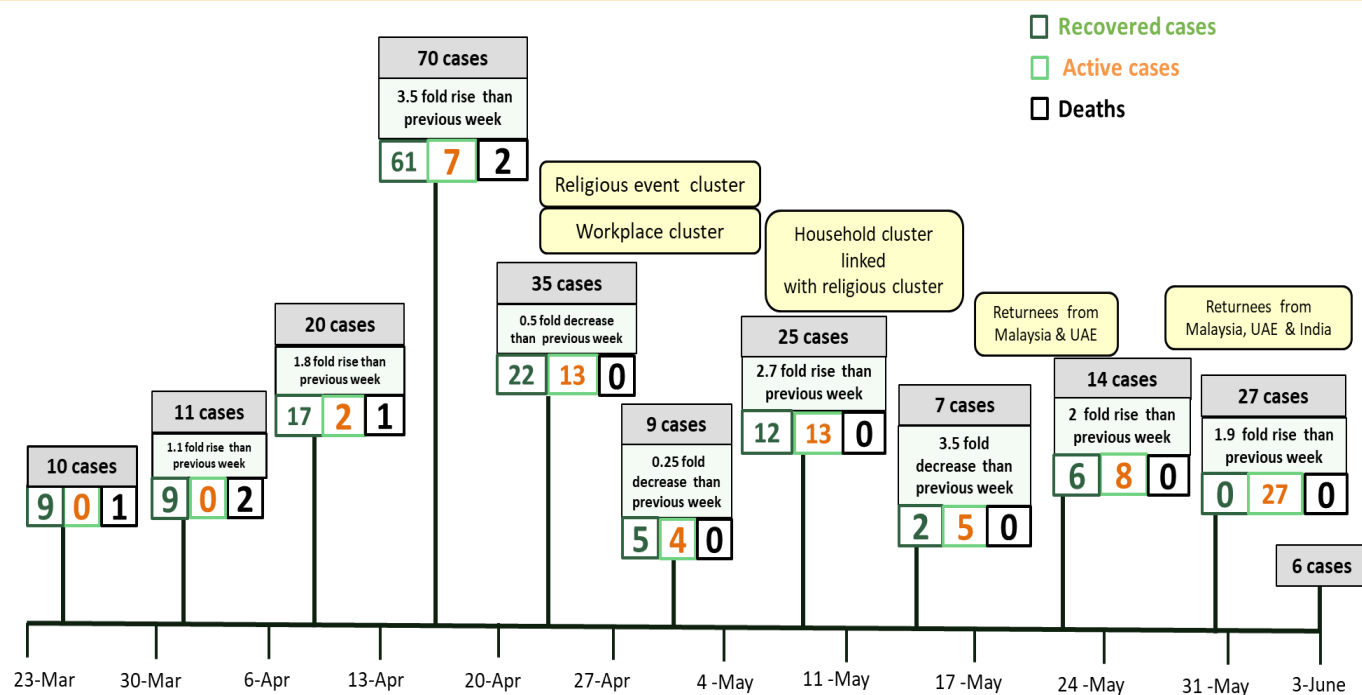 Recovered cases
Active cases
Deaths
10 cases
9 0 1
11 cases
1.1 fold rise than
previous week
9 0 2
20 cases
1.8 fold rise than
previous week
17 2 1
70 cases
3.5 fold rise than
previous week
61 7 2
Religious event cluster
Workplace cluster
35 cases
0.5 fold decrease
than previous week
22 13 0
9 cases
0.25 fold
decrease than
previous week
5 4 0
Household cluster
linked
with religious cluster
25 cases
2.7 fold rise than
previous week
12 13 0
7 cases
3.5 fold
decrease than
previous week
2 5 0
Returnees from
Malaysia & UAE
14 cases
2 fold rise than
previous week
6 8 0
Returnees from
Malaysia, UAE & India
27 cases
1.9 fold rise than
previous week
0 27 0
6 cases
23-Mar 30-Mar 6-Apr 13-Apr 20-Apr 27-Apr 4 -May 11 -May 17 -May 24 -May 31 -May 3-June